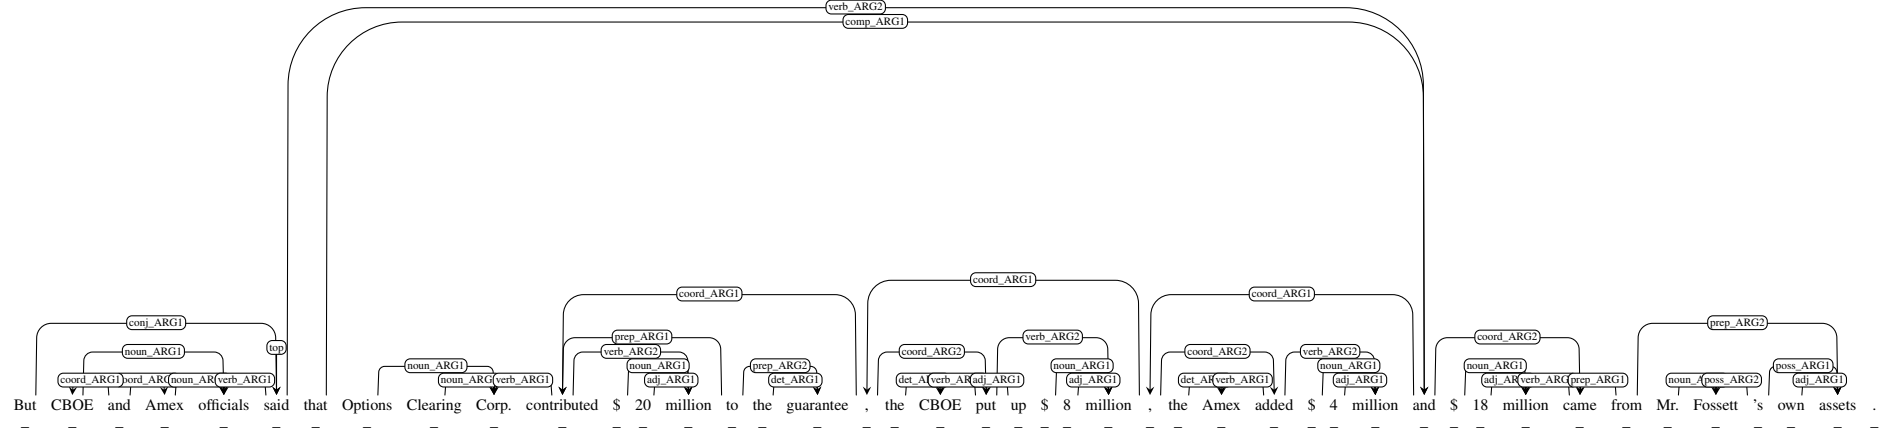 verb_ARG2
comp_ARG1
coord_ARG1
coord_ARG1 coord_ARG1
conj_ARG1 prep_ARG2
prep_ARG1 verb_ARG2 coord_ARG2
top
noun_ARG1 verb_ARG2 coord_ARG2 coord_ARG2 verb_ARG2
noun_ARG1 noun_ARG1 prep_ARG2 noun_ARG1 noun_ARG1 noun_ARG1 poss_ARG1
coord_ARG1 verb_ARG1 verb_ARG1 adj_ARG1 det_ARG1 adj_ARG1 adj_ARG1 verb_ARG1 adj_ARG1 prep_ARG1 poss_ARG2 adj_ARG1
But CBOE and Amex officials said that Options Clearing Corp. contributed $ 20 million to the guarantee , the CBOE put up $ 8 million , the Amex added $ 4 million and $ 18 million came from Mr. Fossett 's own assets .